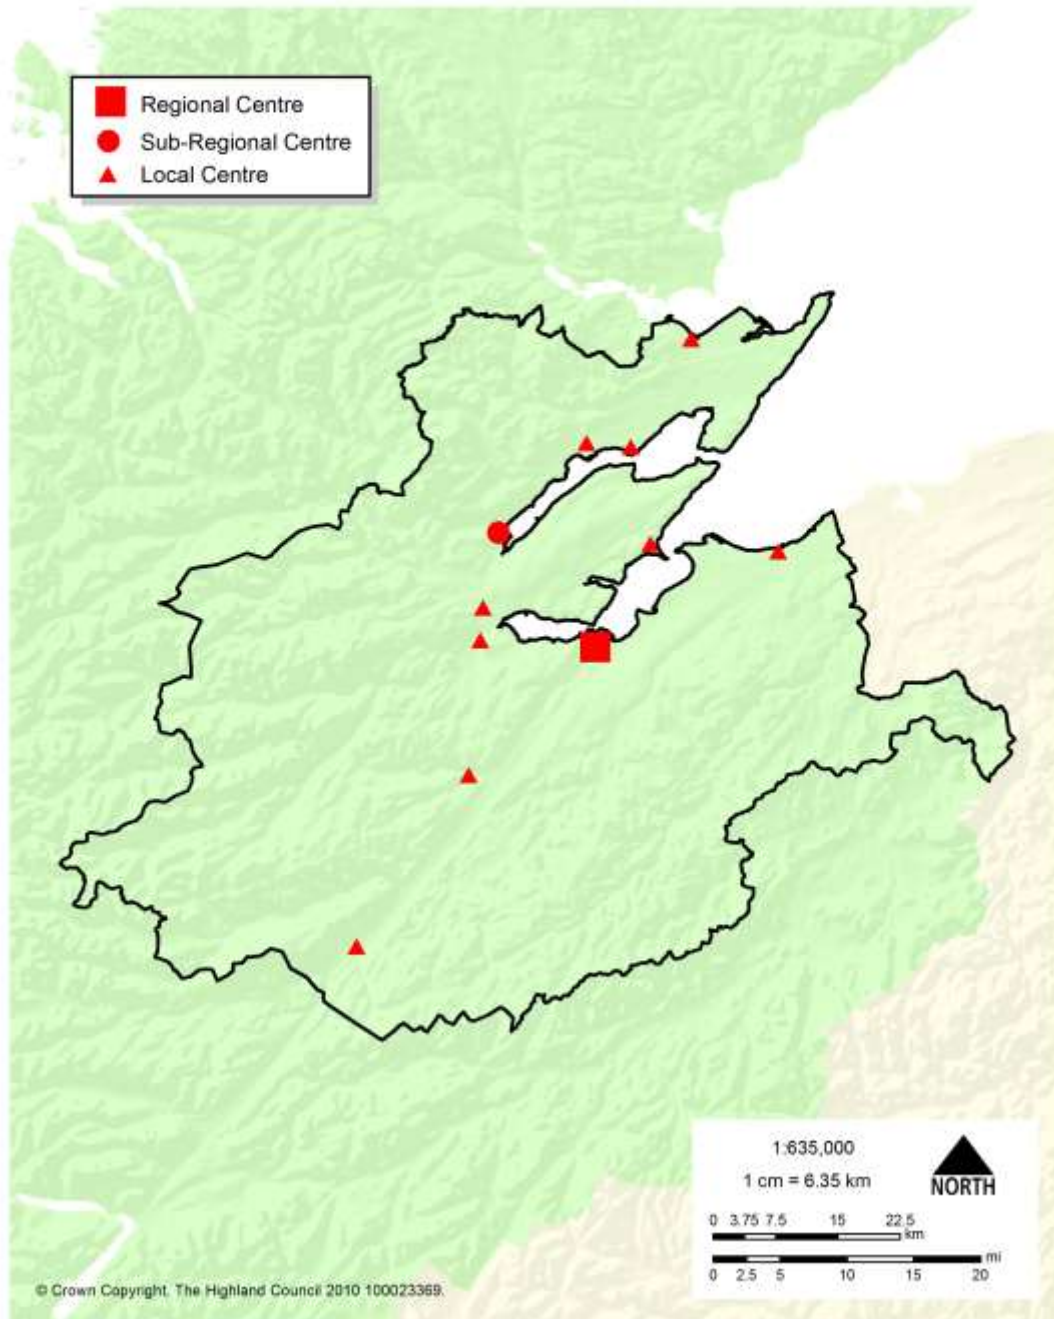 Regional Centre
Sub-Regional Centre
Local Centre
1:635,000
1 cm = 6.35 km
NORTH
0 3.75 7.5 15 22.5
km
mi
0 2.5 5 10 15 20
© Crown Copyright. The Highland Council 2010 100023369.